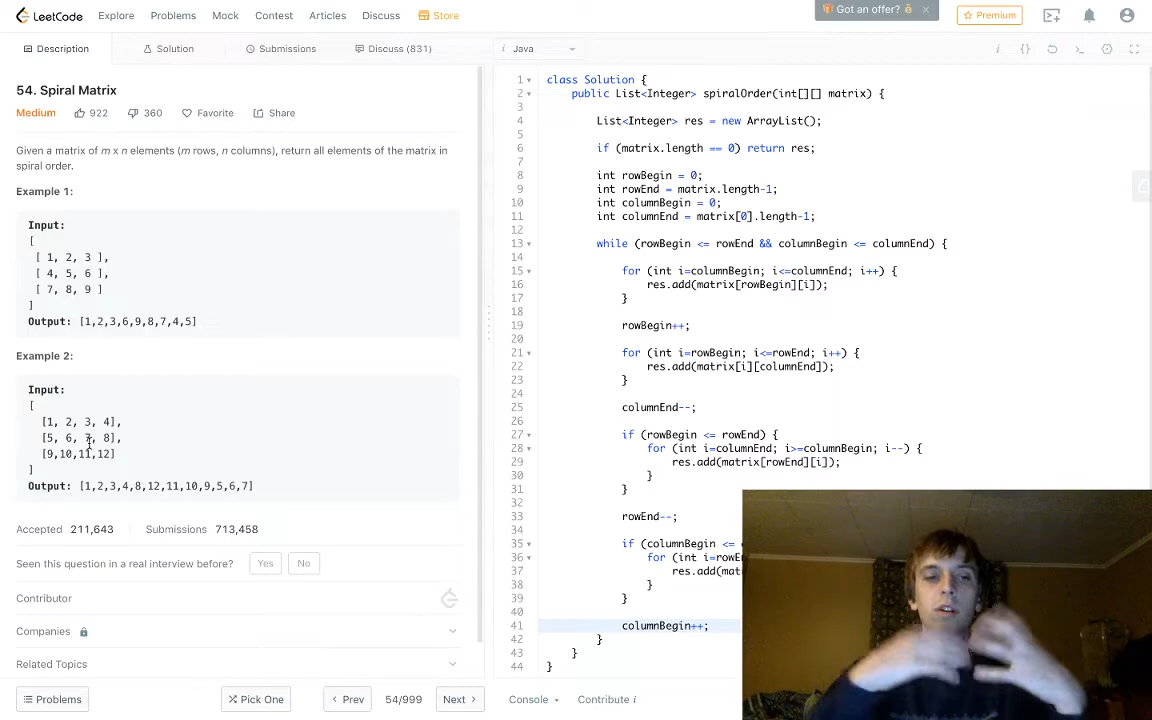 LeetCode
Explore
Problems
Mock
Contest
Articles
Discuss
Store
Got an offer?
Premium
Description
Solution
Submissions
Discuss (831)
Java
54. Spiral Matrix
Medium
922
360
Favorite
Share
Given a matrix of m x n elements (m rows, n columns), return all elements of the matrix in
spiral order.
Example 1:
Input:
[
[ 1, 2, 3 ],
[ 4, 5, 6 ],
[ 7, 8, 9 ]
]
Output: [1,2,3,6,9,8,7,4,5]
Example 2:
Input:
[
[1, 2, 3, 4],
[5, 6, 7, 8],
[9,10,11,12]
]
Output: [1,2,3,4,8,12,11,10,9,5,6,7]
Accepted 211,643
Submissions 713,458
Seen this question in a real interview before?
Yes
No
Contributor
Companies
Related Topics
Problems
Pick One
Prev
54/999
Next
Console
Contribute i
1 class Solution {
2 public List<Integer> spiralOrder(int[][] matrix) {
3
4 List<Integer> res = new ArrayList();
5
6 if (matrix.length == 0) return res;
7
8 int rowBegin = 0;
9 int rowEnd = matrix.length-1;
10 int columnBegin = 0;
11 int columnEnd = matrix[0].length-1;
12
13 while (rowBegin <= rowEnd && columnBegin <= columnEnd) {
14
15 for (int i=columnBegin; i<=columnEnd; i++) {
16 res.add(matrix[rowBegin][i]);
17 }
18
19 rowBegin++;
20
21 for (int i=rowBegin; i<=rowEnd; i++) {
22 res.add(matrix[i][columnEnd]);
23 }
24
25 columnEnd--;
26
27 if (rowBegin <= rowEnd) {
28 for (int i=columnEnd; i>=columnBegin; i--) {
29 res.add(matrix[rowEnd][i]);
30 }
31 }
32
33 rowEnd--;
34
35 if (columnBegin <=
36 for (int i=rowE
37 res.add(mat
38 }
39 }
40
41 columnBegin++;
42 }
43 }
44 }